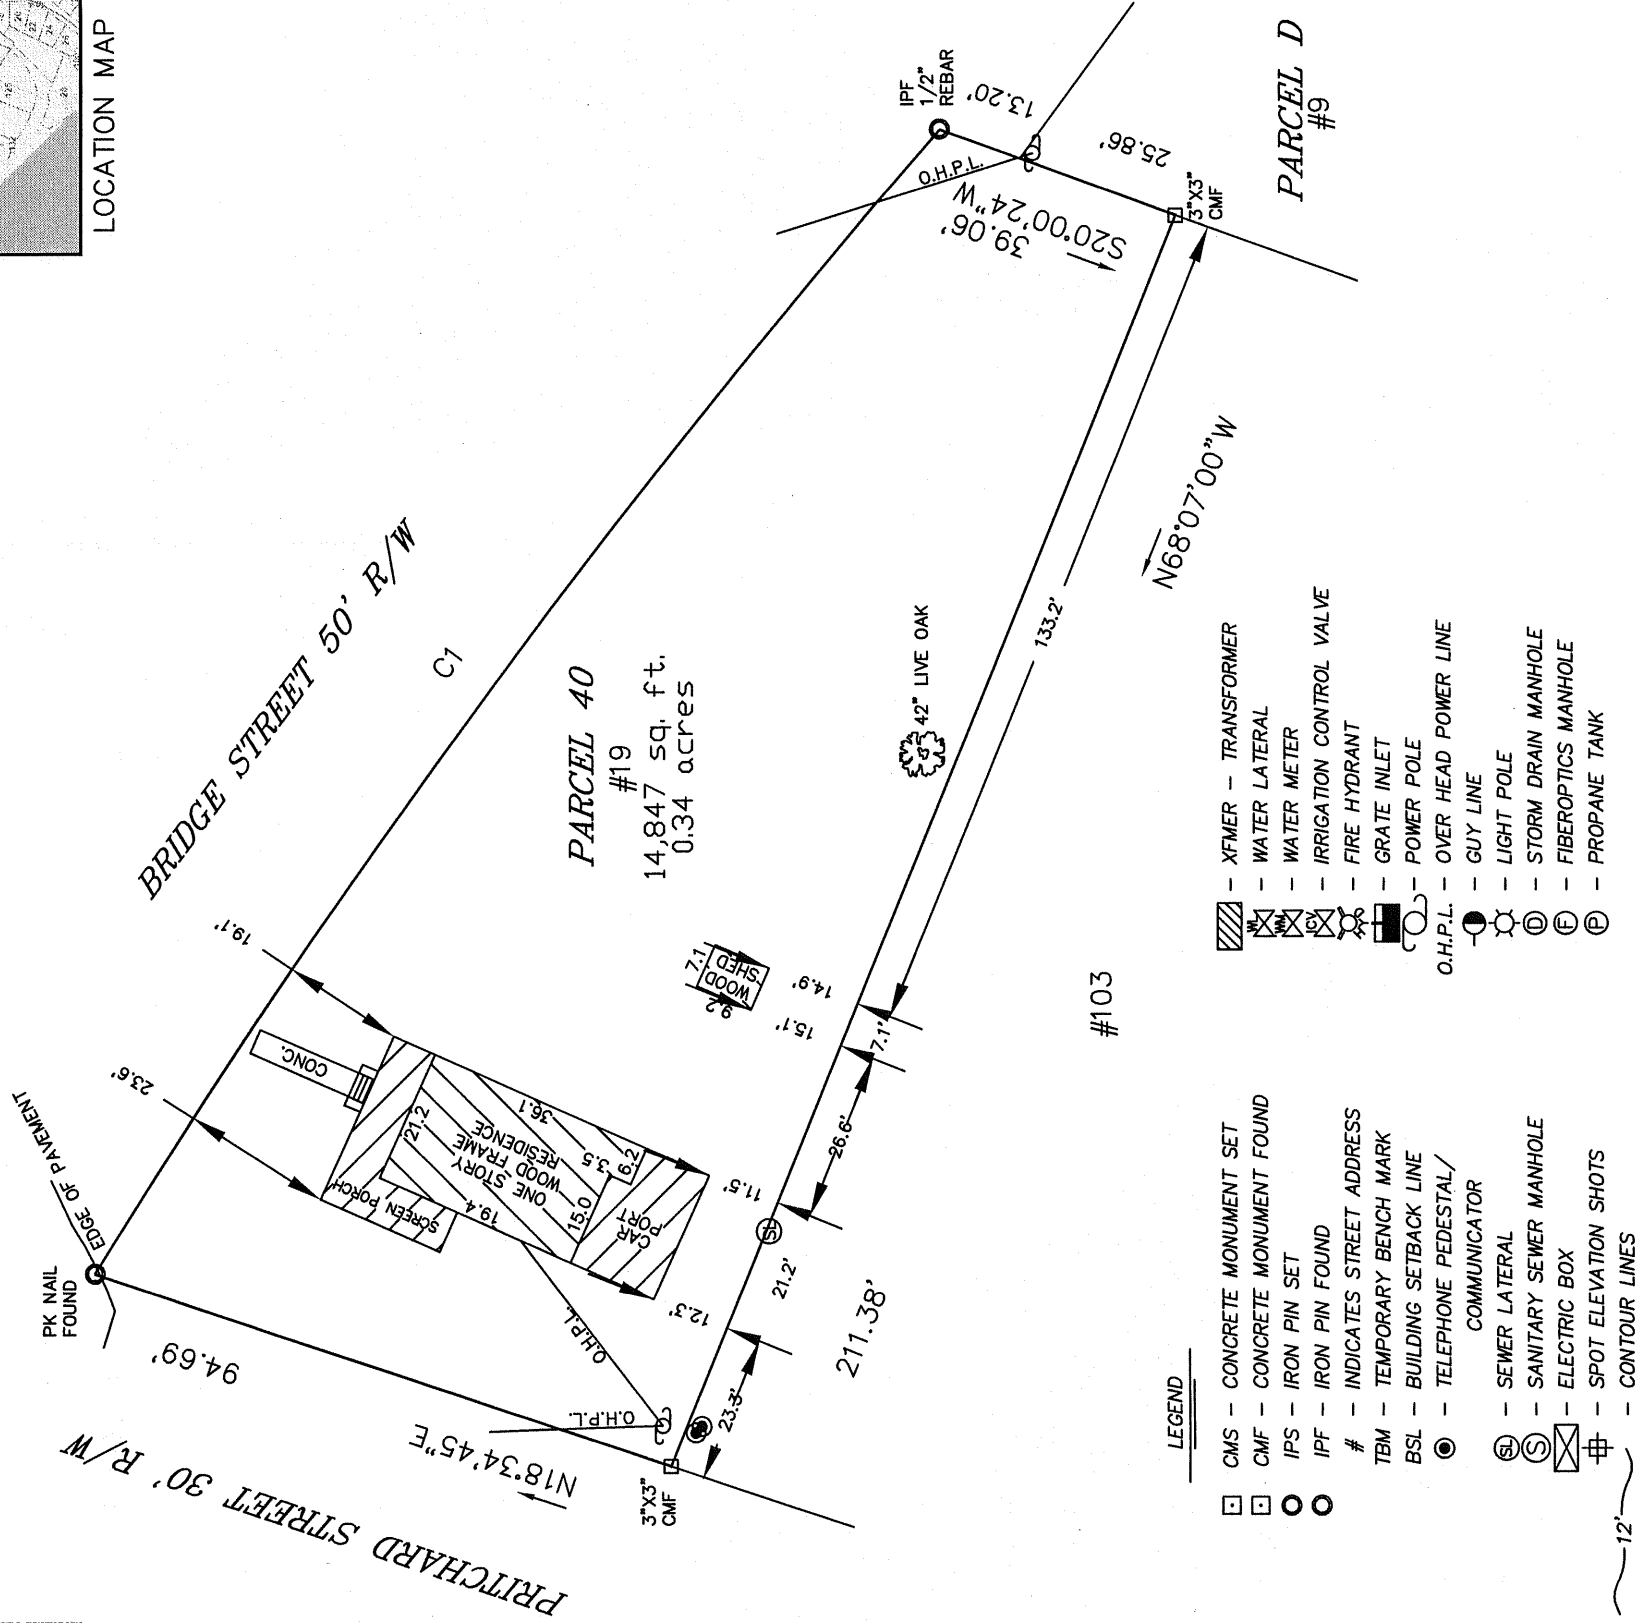 LOCATION MAP
IPF
1/2"
REBAR
13.20'
O.H.P.L.
25.86'
3"X3"
CMF
39.06'
S20°00'24"W
PARCEL D
#9
BRIDGE STREET 50' R/W
C1
PARCEL 40
#19
14,847 sq. ft.
0.34 acres
42" LIVE OAK
133.2'
N68°07'00"W
19.1'
23.6'
EDGE OF PAVEMENT
PK NAIL
FOUND
CONC.
SCREEN PORCH
ONE STORY
WOOD FRAME
RESIDENCE
21.2
36.1
3.5
6.2
19.4
15.0
CAR
PORT
WOOD
SHED
7.1
9.2
14.9'
15.1'
7.1'
26.6'
11.5'
SL
21.2'
12.3'
23.3'
211.38'
#103
O.H.P.L.
O.H.P.L.
94.69'
N18°34'45"E
3"X3"
CMF
PRITCHARD STREET 30' R/W
LEGEND
CMS - CONCRETE MONUMENT SET
CMF - CONCRETE MONUMENT FOUND
IPS - IRON PIN SET
IPF - IRON PIN FOUND
# - INDICATES STREET ADDRESS
TBM - TEMPORARY BENCH MARK
BSL - BUILDING SETBACK LINE
- TELEPHONE PEDESTAL/
COMMUNICATOR
SL - SEWER LATERAL
S - SANITARY SEWER MANHOLE
- ELECTRIC BOX
- SPOT ELEVATION SHOTS
12' - CONTOUR LINES
- XFMER - TRANSFORMER
WL - WATER LATERAL
WM - WATER METER
ICV - IRRIGATION CONTROL VALVE
- FIRE HYDRANT
- GRATE INLET
- POWER POLE
O.H.P.L. - OVER HEAD POWER LINE
- GUY LINE
- LIGHT POLE
D - STORM DRAIN MANHOLE
F - FIBEROPTICS MANHOLE
P - PROPANE TANK